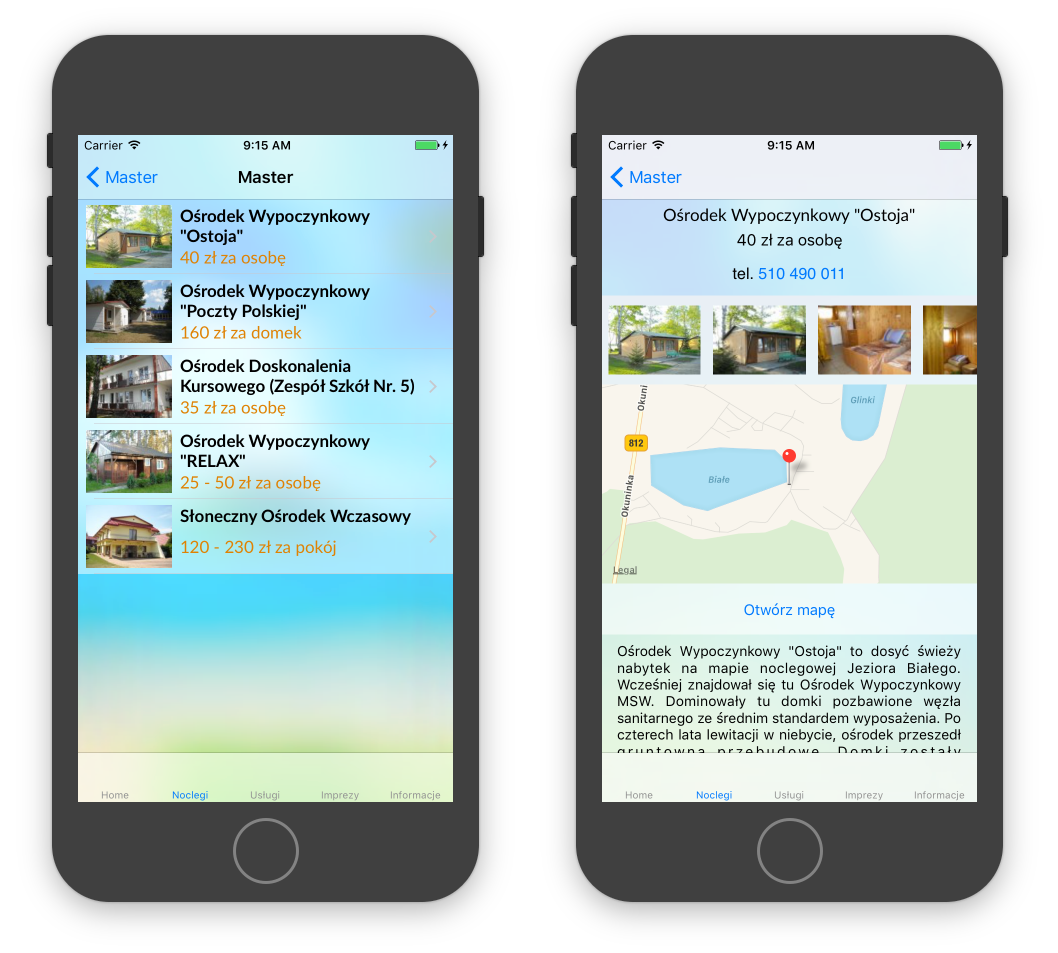 Carrier 9:15 AM
Master Master
Ośrodek Wypoczynkowy
"Ostoja"
40 zł za osobę
Ośrodek Wypoczynkowy
"Poczty Polskiej"
160 zł za domek
Ośrodek Doskonalenia
Kursowego (Zespół Szkół Nr. 5)
35 zł za osobę
Ośrodek Wypoczynkowy
"RELAX"
25 - 50 zł za osobę
Słoneczny Ośrodek Wczasowy
120 - 230 zł za pokój
Home Noclegi Usługi Imprezy Informacje
Carrier 9:15 AM
Master
Ośrodek Wypoczynkowy "Ostoja"
40 zł za osobę
tel. 510 490 011
Okuni
Glinki
812
Białe
Okuninka
Legal
Otwórz mapę
Ośrodek Wypoczynkowy "Ostoja" to dosyć świeży
nabytek na mapie noclegowej Jeziora Białego.
Wcześniej znajdował się tu Ośrodek Wypoczynkowy
MSW. Dominowały tu domki pozbawione węzła
sanitarnego ze średnim standardem wyposażenia. Po
czterech lata lewitacji w niebycie, ośrodek przeszedł
gruntowną przebudowę. Domki zostały
Home Noclegi Usługi Imprezy Informacje